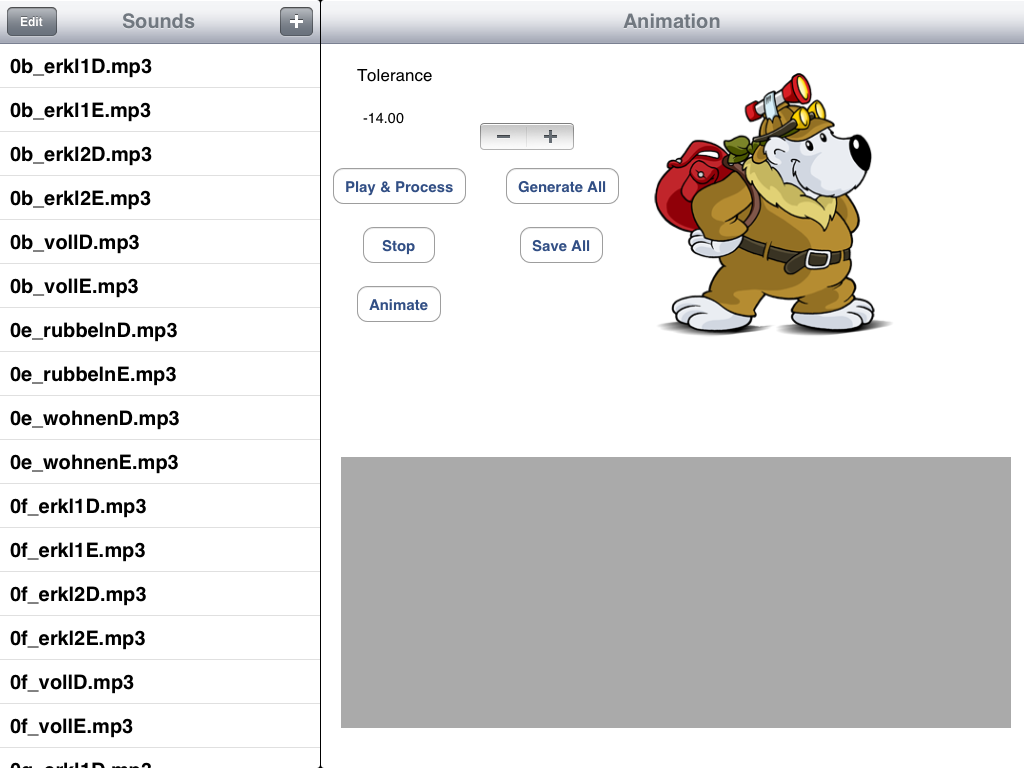 Edit
Sounds
+
0b_erkl1D.mp3
0b_erkl1E.mp3
0b_erkl2D.mp3
0b_erkl2E.mp3
0b_vollD.mp3
0b_vollE.mp3
0e_rubbelnD.mp3
0e_rubbelnE.mp3
0e_wohnenD.mp3
0e_wohnenE.mp3
0f_erkl1D.mp3
0f_erkl1E.mp3
0f_erkl2D.mp3
0f_erkl2E.mp3
0f_vollD.mp3
0f_vollE.mp3
Animation
Tolerance
-14.00
− +
Play & Process
Generate All
Stop
Save All
Animate